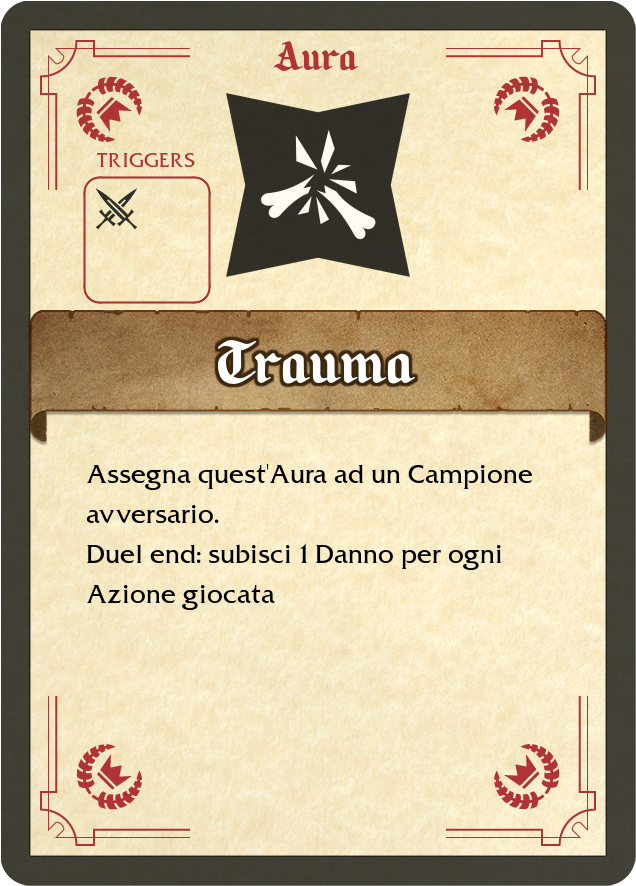 Aura
TRIGGERS
Trauma
Assegna quest'Aura ad un Campione
avversario.
Duel end: subisci 1 Danno per ogni
Azione giocata